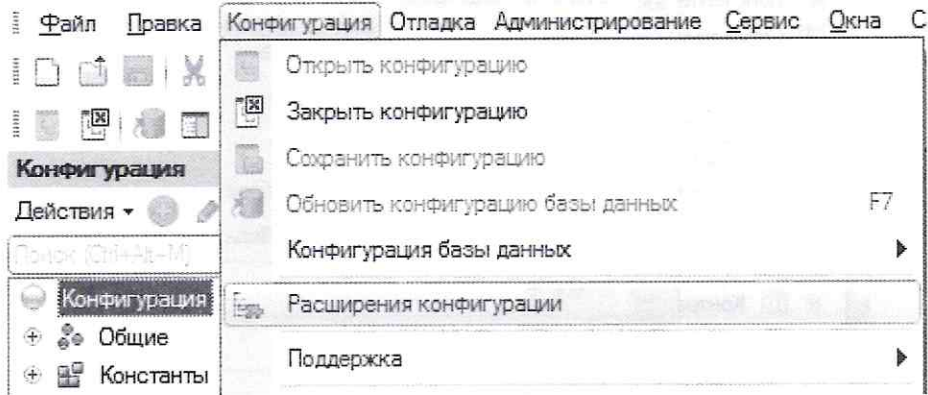 Файл Правка Конфигурация Отладка Администрирование Сервис Окна С
Открыть конфигурацию
Закрыть конфигурацию
Сохранить конфигурацию
Конфигурация
Обновить конфигурацию базы данных F7
Действия
Поиск (Ctrl+Alt+M)
Конфигурация базы данных
Конфигурация
Расширения конфигурации
Общие
Поддержка
Константы